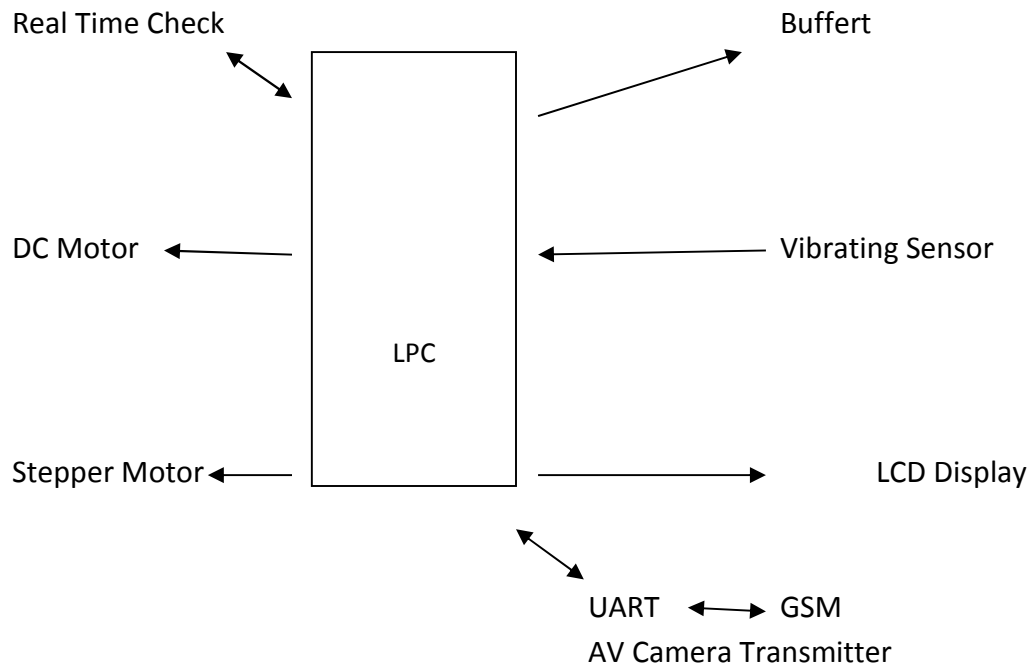 Real Time Check
Buffert
DC Motor
Vibrating Sensor
LPC
Stepper Motor
LCD Display
UART
GSM
AV Camera Transmitter